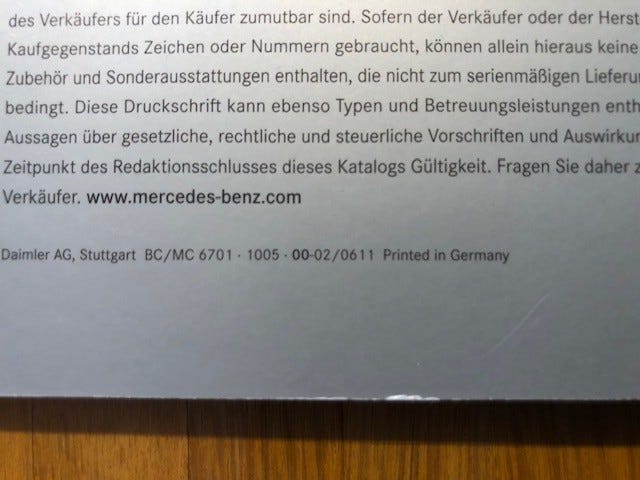 des Verkäufers für den Käufer zumutbar sind. Sofern der Verkäufer oder der Herst
Kaufgegenstands Zeichen oder Nummern gebraucht, können allein hieraus keine
Zubehör und Sonderausstattungen enthalten, die nicht zum serienmäßigen Lieferu
bedingt. Diese Druckschrift kann ebenso Typen und Betreuungsleistungen enth
Aussagen über gesetzliche, rechtliche und steuerliche Vorschriften und Auswirkun
Zeitpunkt des Redaktionsschlusses dieses Katalogs Gültigkeit. Fragen Sie daher z
Verkäufer. www.mercedes-benz.com
Daimler AG, Stuttgart BC/MC 6701 · 1005 · 00-02/0611 Printed in Germany